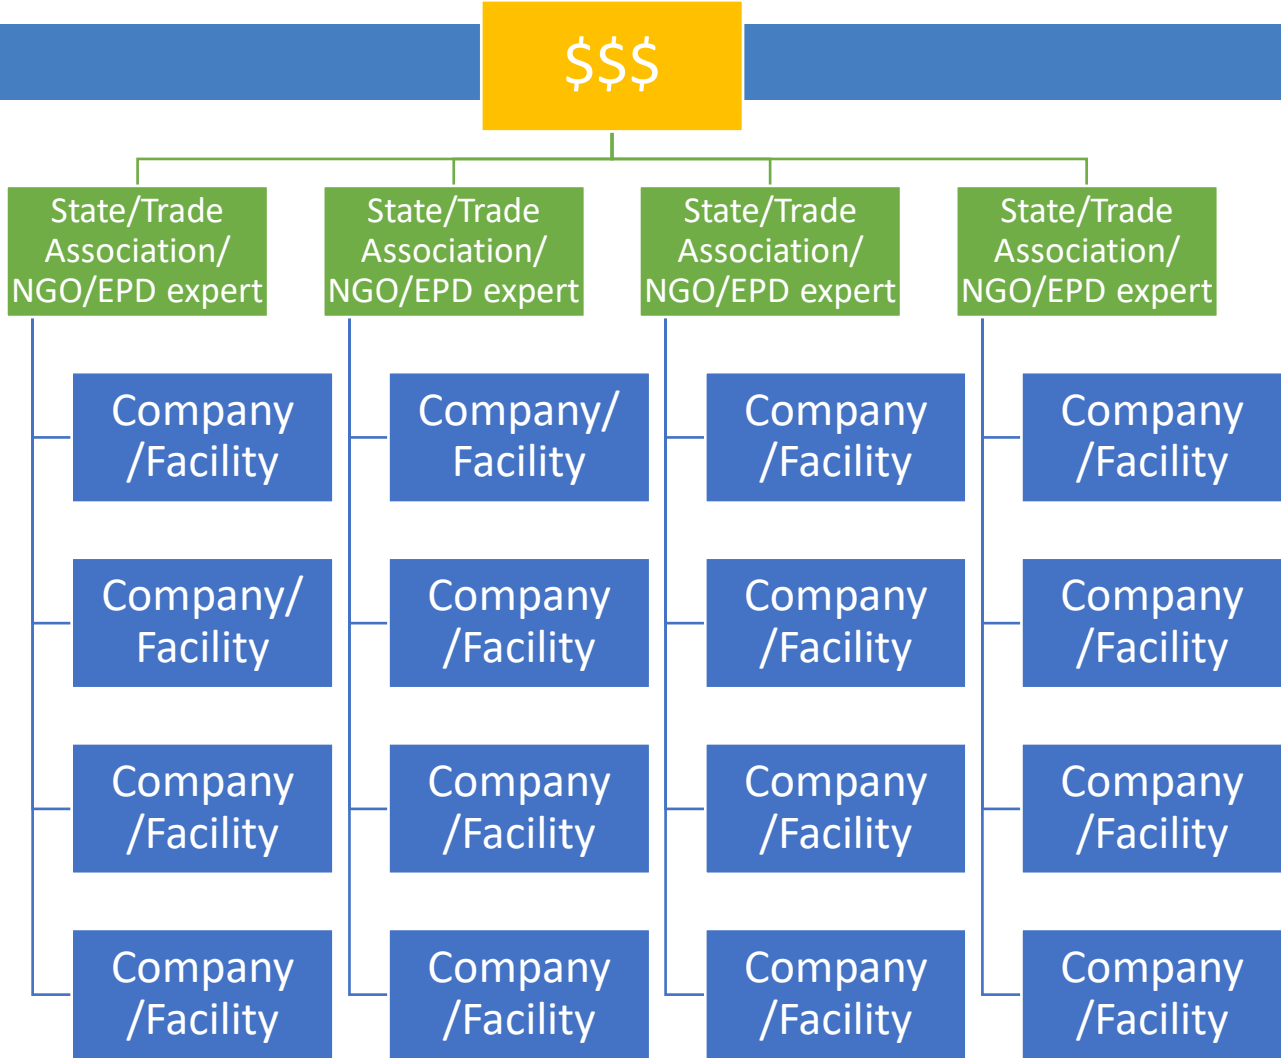 $$$
State/Trade
Association/
NGO/EPD expert
State/Trade
Association/
NGO/EPD expert
State/Trade
Association/
NGO/EPD expert
State/Trade
Association/
NGO/EPD expert
Company
/Facility
Company/
Facility
Company
/Facility
Company
/Facility
Company/
Facility
Company
/Facility
Company
/Facility
Company
/Facility
Company
/Facility
Company
/Facility
Company
/Facility
Company
/Facility
Company
/Facility
Company
/Facility
Company
/Facility
Company
/Facility